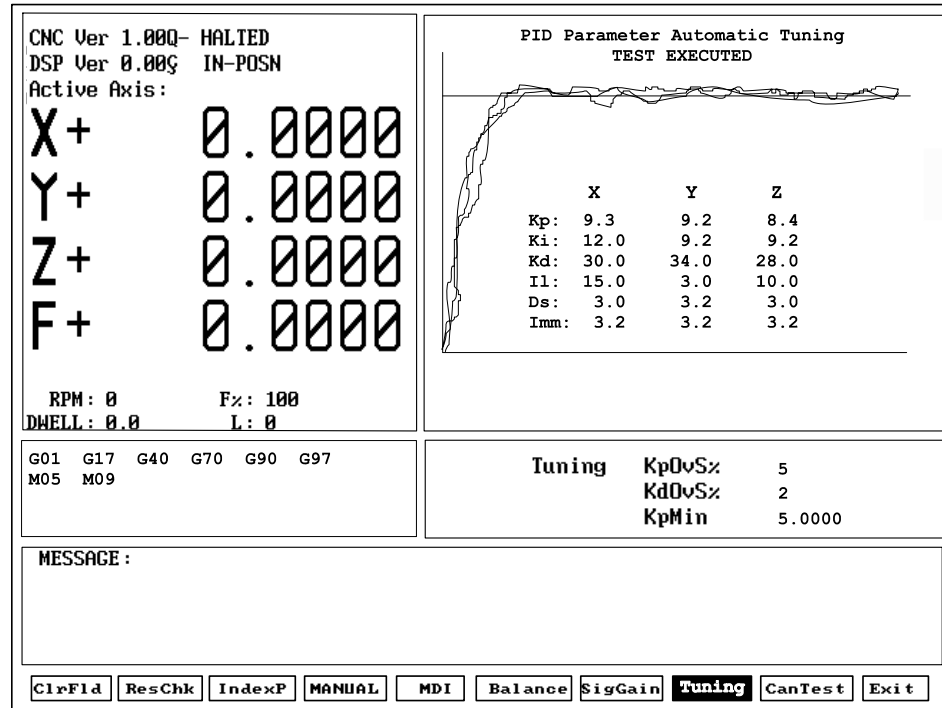 CNC Ver 1.00Q- HALTED
DSP Ver 0.00Ç IN-POSN
Active Axis:
X+ 0.0000
Y+ 0.0000
Z+ 0.0000
F+ 0.0000
RPM: 0 F%: 100
DWELL: 0.0 L: 0
PID Parameter Automatic Tuning
TEST EXECUTED
X Y Z
Kp: 9.3 9.2 8.4
Ki: 12.0 9.2 9.2
Kd: 30.0 34.0 28.0
Il: 15.0 3.0 10.0
Ds: 3.0 3.2 3.0
Imm: 3.2 3.2 3.2
G01 G17 G40 G70 G90 G97
M05 M09
Tuning KpOvS% 5
KdOvS% 2
KpMin 5.0000
MESSAGE:
ClrFld ResChk IndexP MANUAL MDI Balance SigGain Tuning CanTest Exit